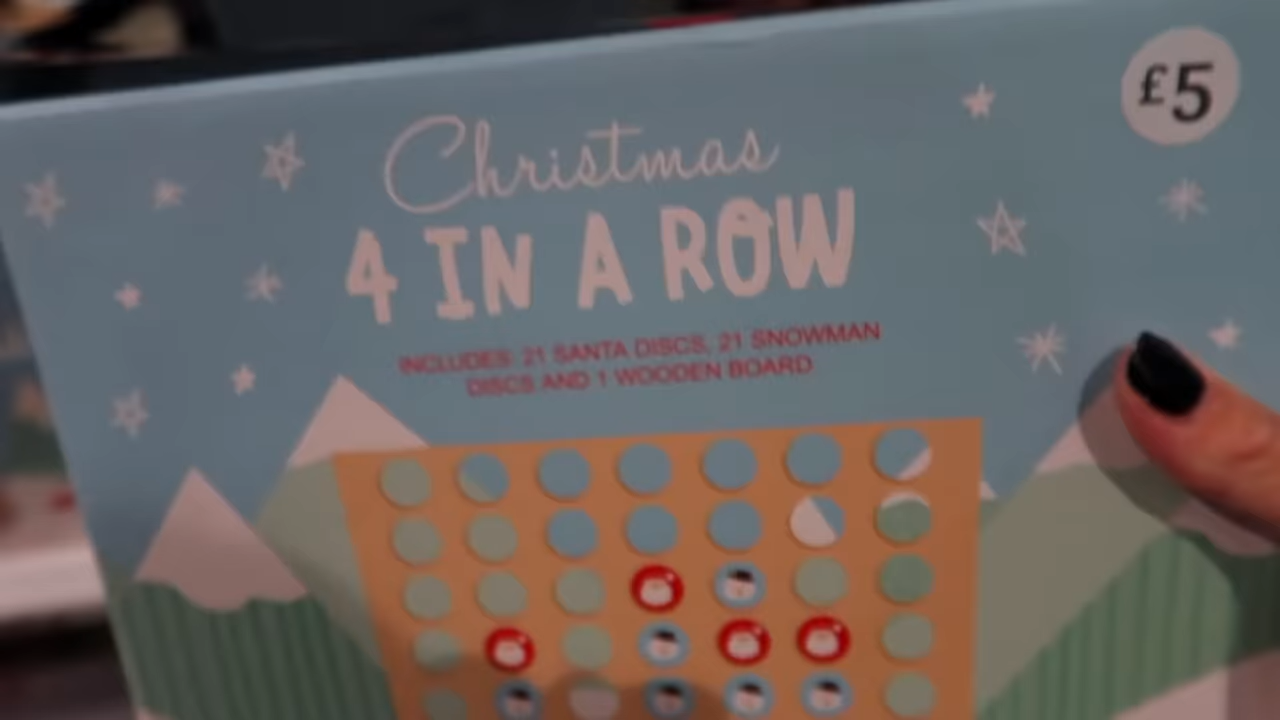 £5
Christmas
4 IN A ROW
INCLUDES: 21 SANTA DISCS, 21 SNOWMAN
DISCS AND 1 WOODEN BOARD